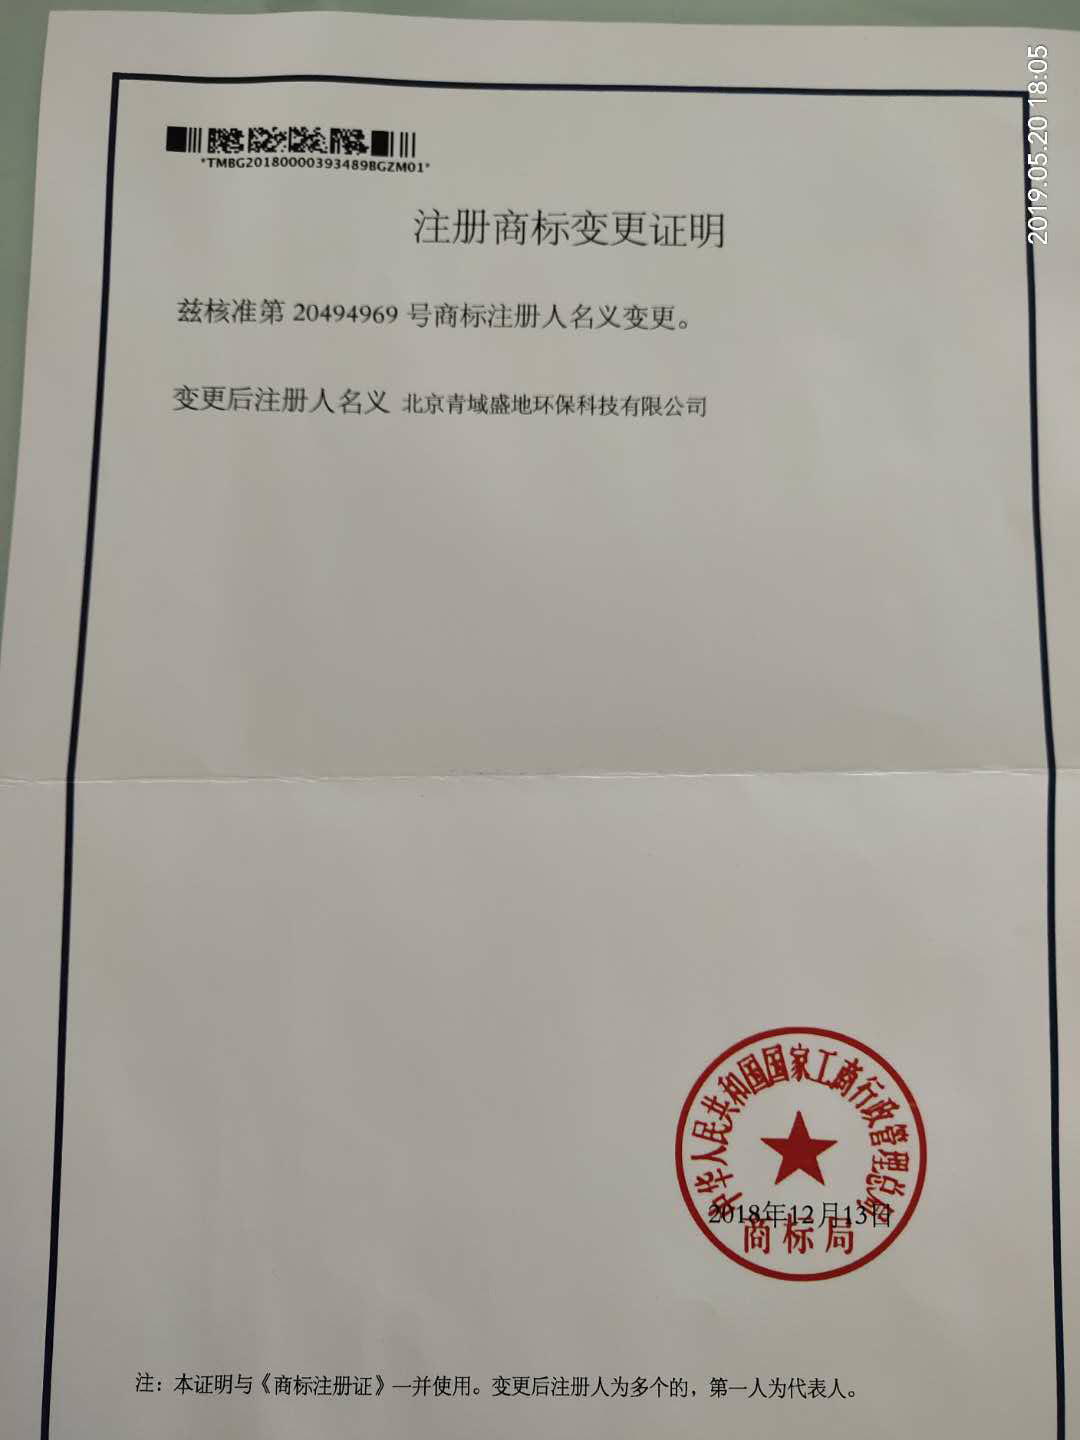 2019.05.20 18:05
*TMBG20180000393489BGZM01*
注册商标变更证明
兹核准第 20494969 号商标注册人名义变更。
变更后注册人名义 北京青域盛地环保科技有限公司
中华人民共和国国家工商行政管理总局
2018年12月13日
商标局
注：本证明与《商标注册证》一并使用。变更后注册人为多个的，第一人为代表人。